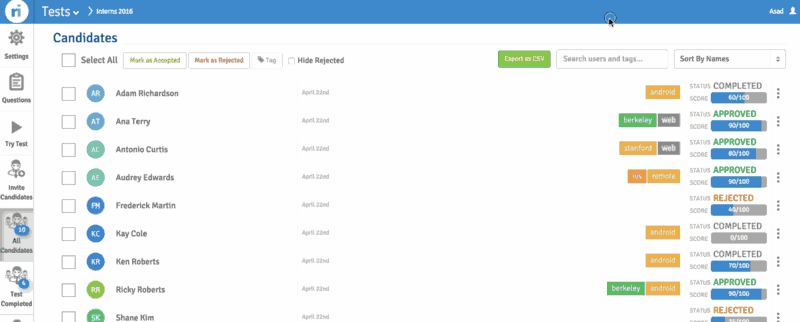 ri Tests > Interns 2016 Asad
Candidates
Select All Mark as Accepted Mark as Rejected Tag Hide Rejected Export as CSV Search users and tags... Sort By Names
Settings
Questions
Try Test
Invite Candidates
10
All Candidates
4
Test Completed
AR Adam Richardson April 22nd android STATUS COMPLETED SCORE 60/100
AT Ana Terry April 22nd berkeley web STATUS APPROVED SCORE 90/100
AC Antonio Curtis April 22nd stanford web STATUS APPROVED SCORE 80/100
AE Audrey Edwards April 22nd remote STATUS APPROVED SCORE 90/100
FM Frederick Martin April 22nd STATUS REJECTED SCORE 40/100
KC Kay Cole April 22nd android STATUS COMPLETED SCORE 0/100
KR Ken Roberts April 22nd android STATUS COMPLETED SCORE 70/100
RR Ricky Roberts April 22nd berkeley android STATUS APPROVED SCORE 90/100
SK Shane Kim April 22nd android STATUS REJECTED SCORE